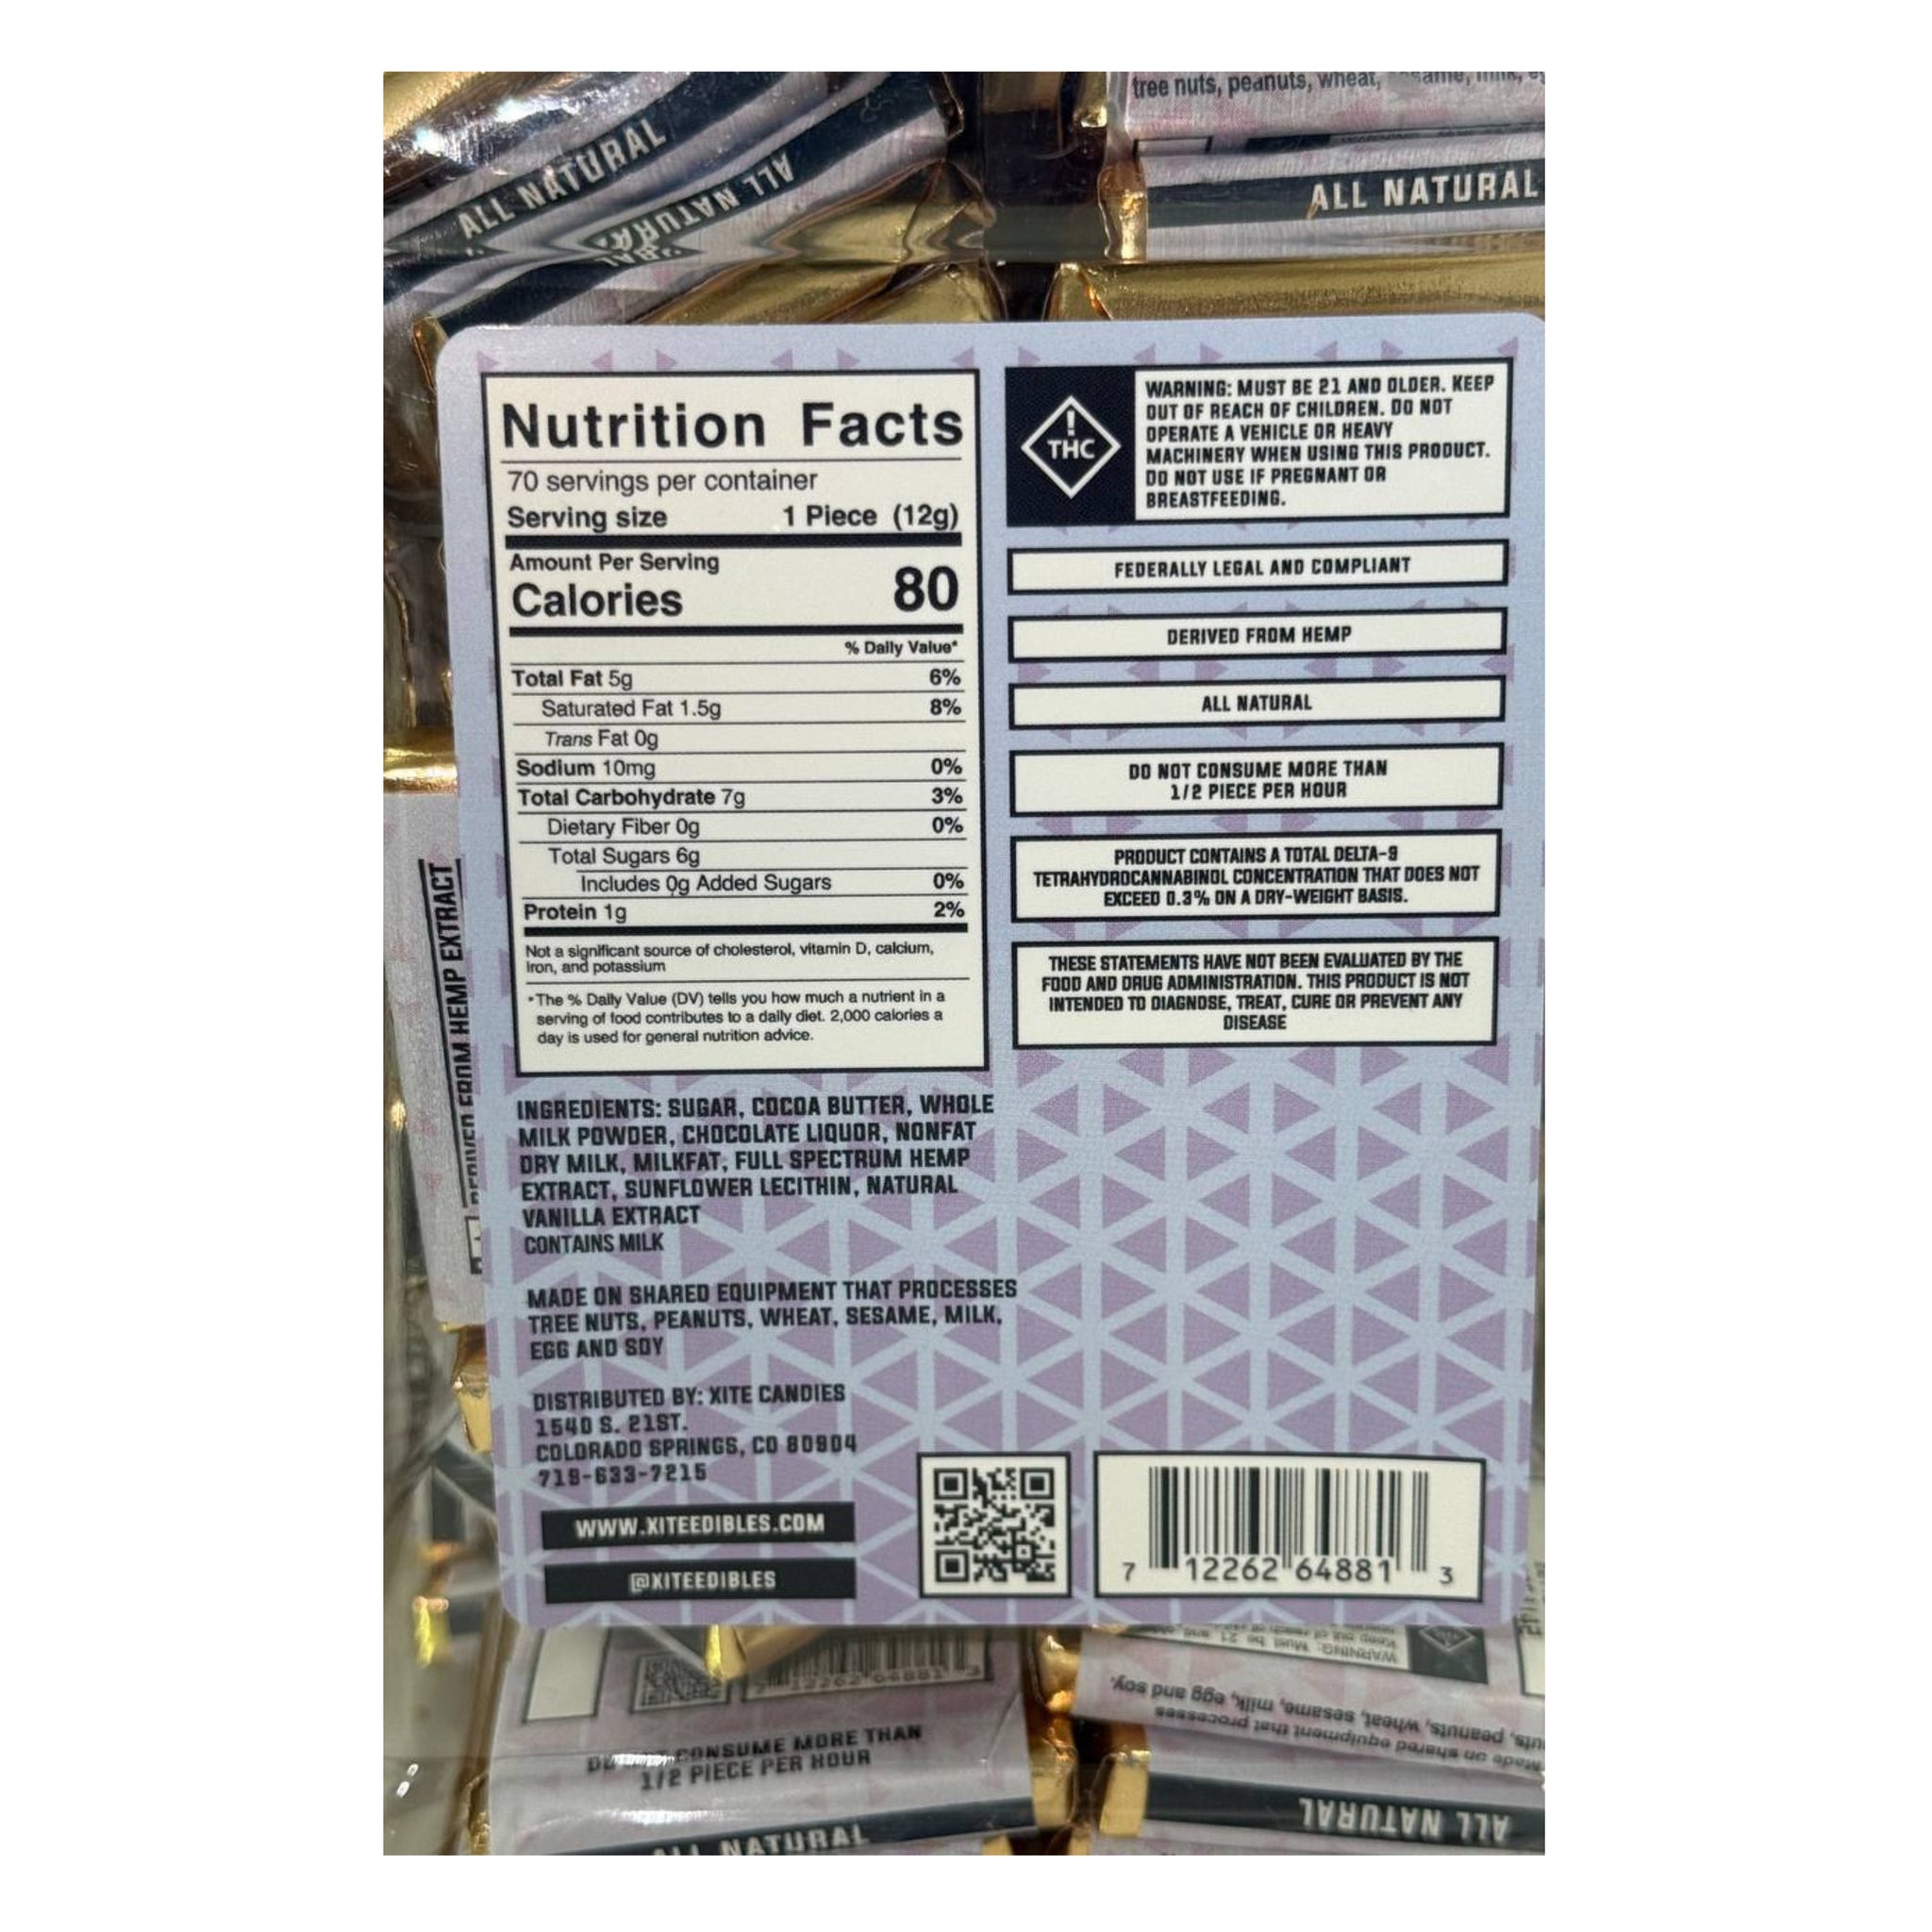 tree nuts, peanuts, wheat,
ALL NATURAL
ALL NATURAL
ALL NATURAL
Nutrition Facts
70 servings per container
Serving size 1 Piece (12g)
Amount Per Serving
Calories 80
% Daily Value*
Total Fat 5g 6%
Saturated Fat 1.5g 8%
Trans Fat 0g
Sodium 10mg 0%
Total Carbohydrate 7g 3%
Dietary Fiber 0g 0%
Total Sugars 6g
Includes 0g Added Sugars 0%
Protein 1g 2%
Not a significant source of cholesterol, vitamin D, calcium,
iron, and potassium
*The % Daily Value (DV) tells you how much a nutrient in a
serving of food contributes to a daily diet. 2,000 calories a
day is used for general nutrition advice.
INGREDIENTS: SUGAR, COCOA BUTTER, WHOLE
MILK POWDER, CHOCOLATE LIQUOR, NONFAT
DRY MILK, MILKFAT, FULL SPECTRUM HEMP
EXTRACT, SUNFLOWER LECITHIN, NATURAL
VANILLA EXTRACT
CONTAINS MILK
MADE ON SHARED EQUIPMENT THAT PROCESSES
TREE NUTS, PEANUTS, WHEAT, SESAME, MILK,
EGG AND SOY
DISTRIBUTED BY: XITE CANDIES
1540 S. 21ST.
COLORADO SPRINGS, CO 80904
719-633-7215
WWW.XITEEDIBLES.COM
@XITEEDIBLES
!
THC
WARNING: MUST BE 21 AND OLDER. KEEP
OUT OF REACH OF CHILDREN. DO NOT
OPERATE A VEHICLE OR HEAVY
MACHINERY WHEN USING THIS PRODUCT.
DO NOT USE IF PREGNANT OR
BREASTFEEDING.
FEDERALLY LEGAL AND COMPLIANT
DERIVED FROM HEMP
ALL NATURAL
DO NOT CONSUME MORE THAN
1/2 PIECE PER HOUR
PRODUCT CONTAINS A TOTAL DELTA-9
TETRAHYDROCANNABINOL CONCENTRATION THAT DOES NOT
EXCEED 0.3% ON A DRY-WEIGHT BASIS.
THESE STATEMENTS HAVE NOT BEEN EVALUATED BY THE
FOOD AND DRUG ADMINISTRATION. THIS PRODUCT IS NOT
INTENDED TO DIAGNOSE, TREAT, CURE OR PREVENT ANY
DISEASE
7 12262 64881 3
DERIVED FROM HEMP EXTRACT
CONSUME MORE THAN
1/2 PIECE PER HOUR
ALL NATURAL
WARNING: Must be 21 and
Made on shared equipment that processes
peanuts, wheat, sesame, milk, egg and soy.
ALL NATURAL